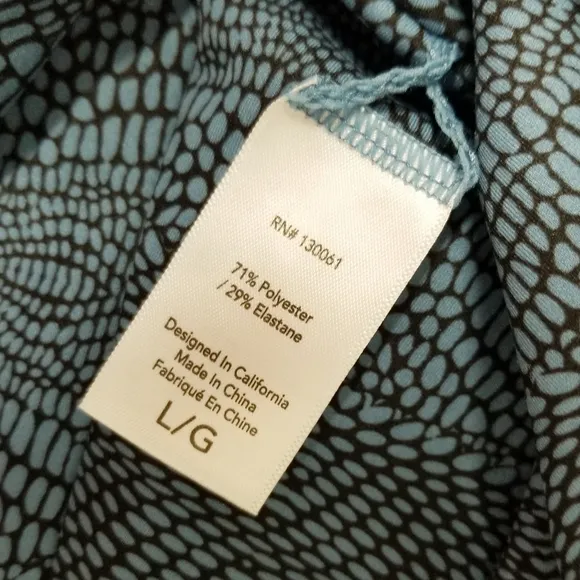 RN# 130061
71% Polyester
/ 29% Elastane
Designed In California
Made In China
Fabriqué En Chine
L/G